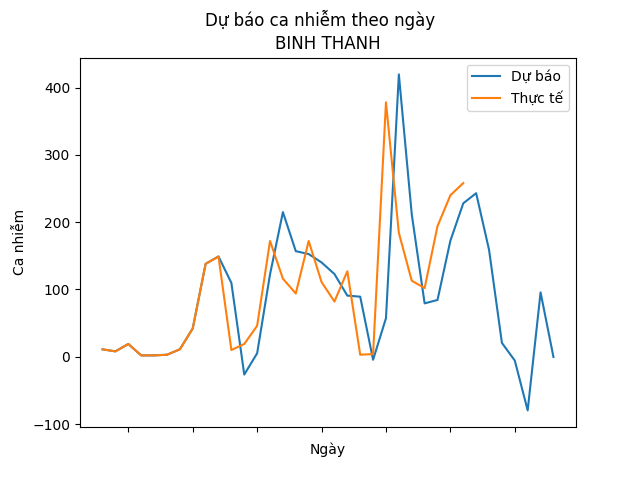 Dự báo ca nhiễm theo ngày
BINH THANH
Dự báo
Thực tế
400
300
200
100
0
−100
Ca nhiễm
Ngày